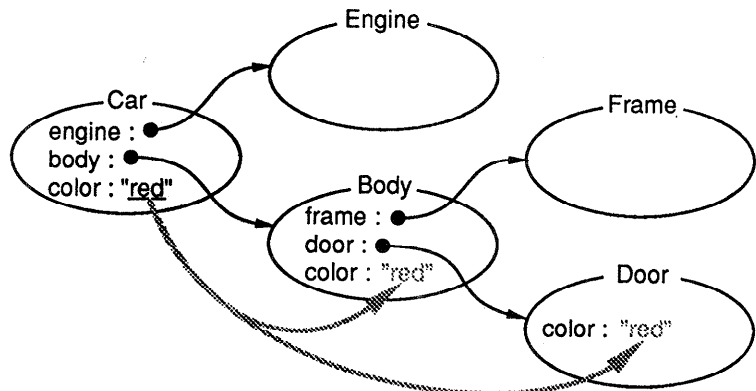 Engine
Car
engine :
body :
color : "red"
Frame
Body
frame :
door :
color : "red"
Door
color : "red"